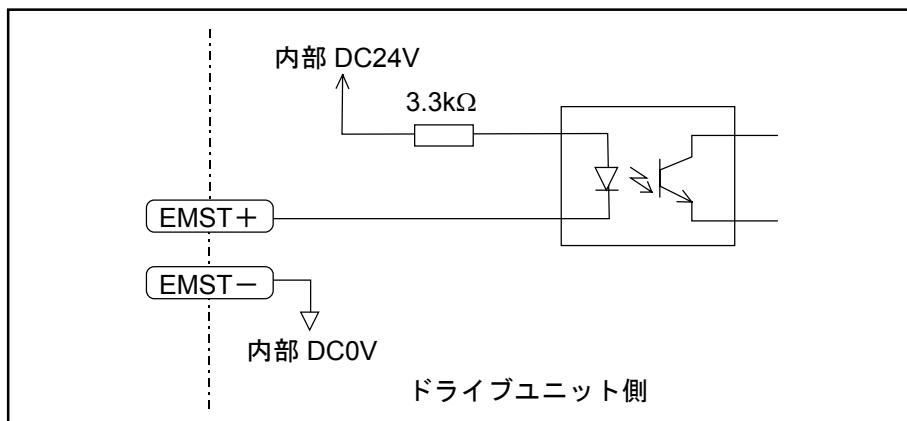 内部 DC24V
3.3kΩ
EMST＋
EMST－
内部 DC0V
ドライブユニット側